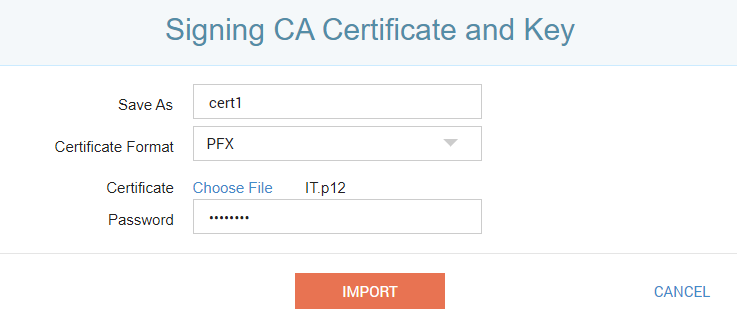 Signing CA Certificate and Key
Save As cert1
Certificate Format PFX
Certificate Choose File IT.p12
Password ••••••••
IMPORT CANCEL